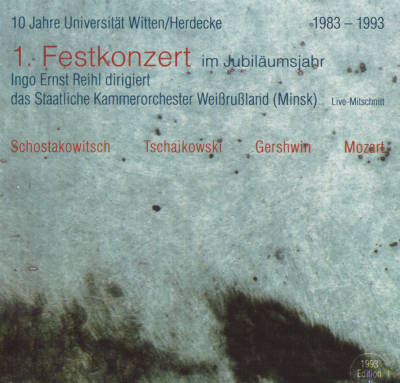 10 Jahre Universität Witten/Herdecke 1983 – 1993
1. Festkonzert im Jubiläumsjahr
Ingo Ernst Reihl dirigiert
das Staatliche Kammerorchester Weißrußland (Minsk) Live-Mitschnitt
Schostakowitsch Tschaikowski Gershwin Mozart
1993
Edition 1